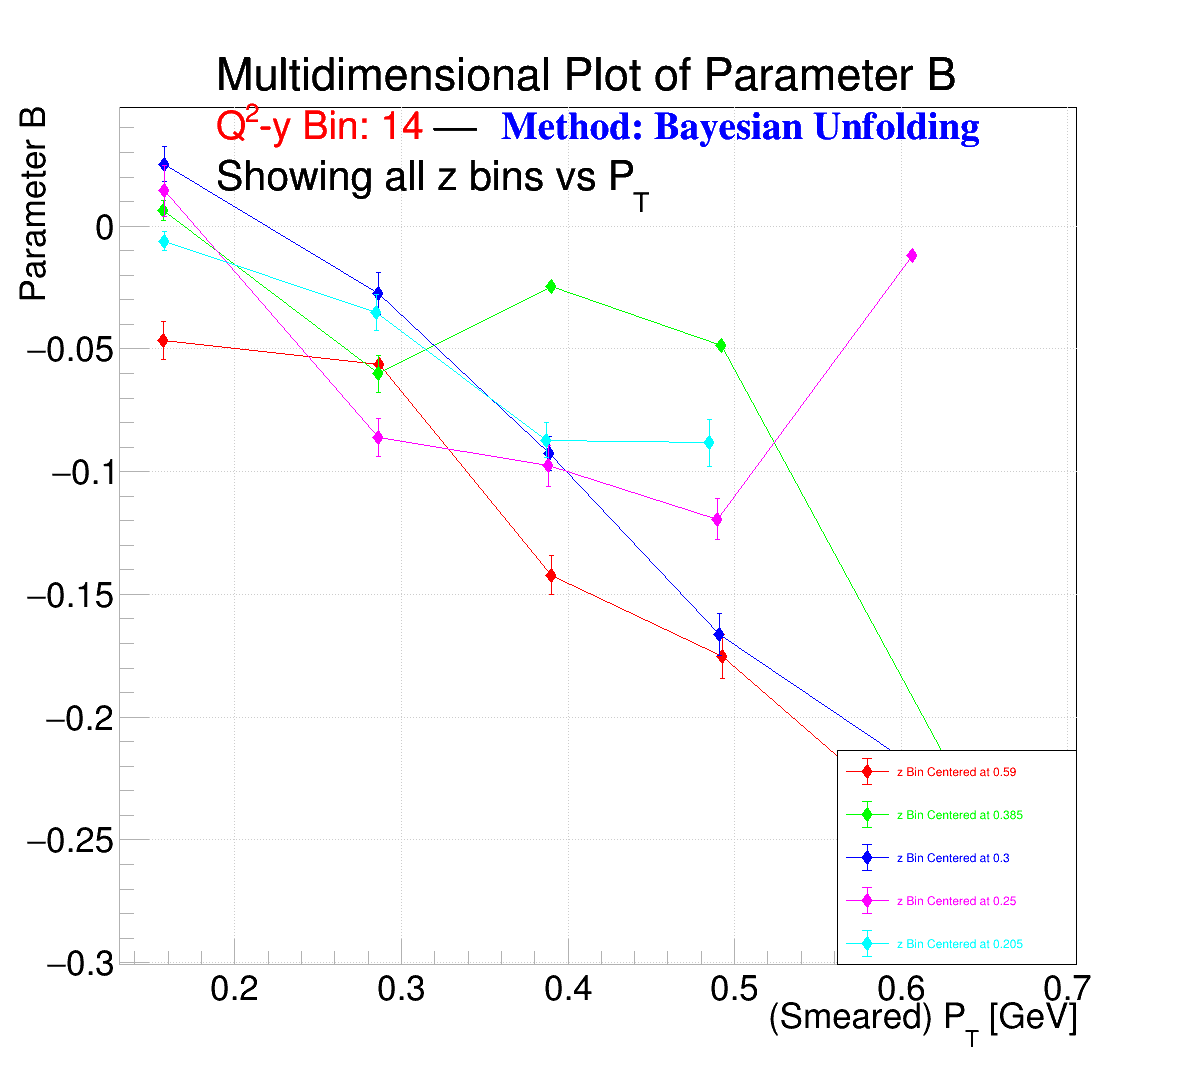 Multidimensional Plot of Parameter B
Q²-y Bin: 14 — Method: Bayesian Unfolding
Showing all z bins vs P_T
Parameter B
0
−0.05
−0.1
−0.15
−0.2
−0.25
−0.3
z Bin Centered at 0.59
z Bin Centered at 0.385
z Bin Centered at 0.3
z Bin Centered at 0.25
z Bin Centered at 0.205
0.2 0.3 0.4 0.5 0.6 0.7
(Smeared) P_T [GeV]